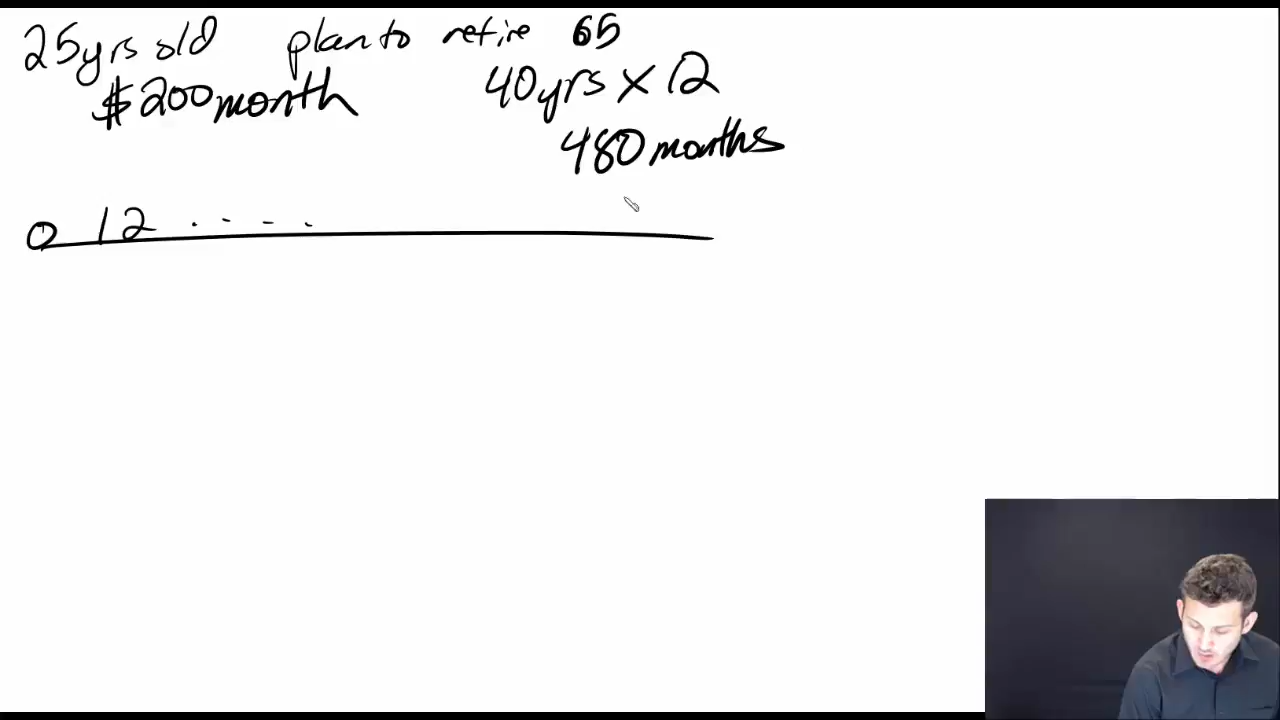 25yrs old plan to retire 65
$200month 40yrs x 12
480 months
0 1 2 . - - .